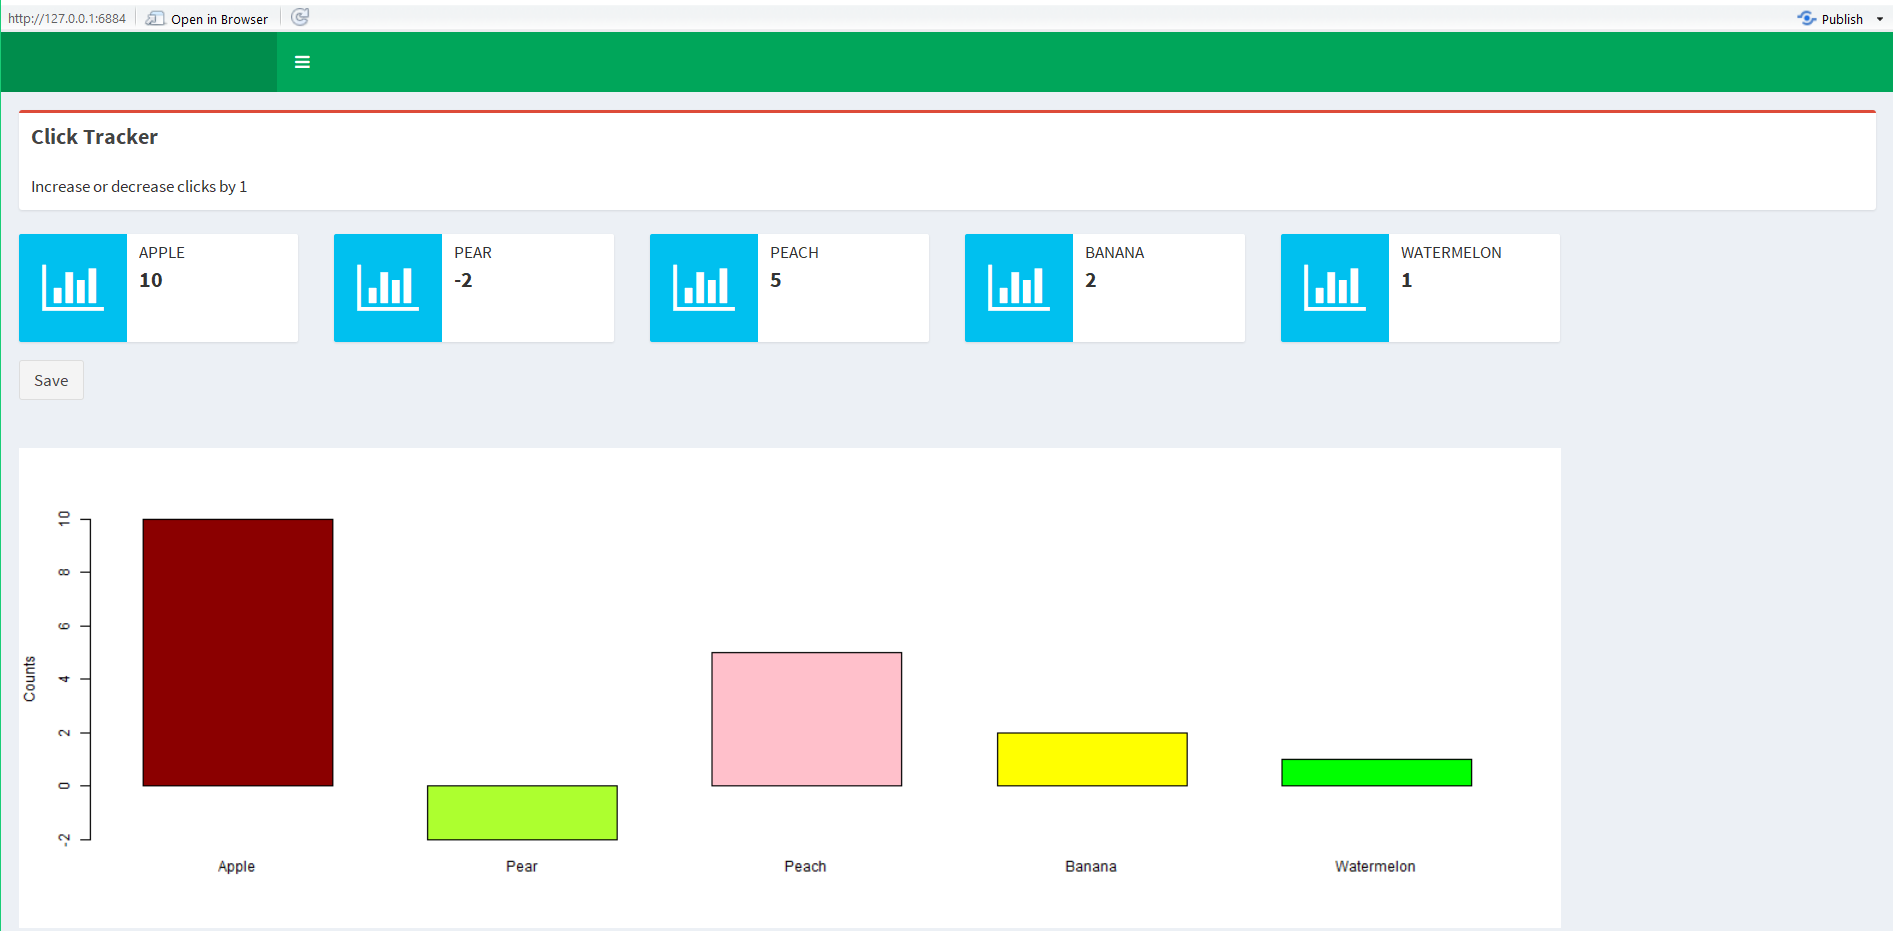 http://127.0.0.1:6884 Open in Browser Publish
Click Tracker
Increase or decrease clicks by 1
APPLE
10
PEAR
-2
PEACH
5
BANANA
2
WATERMELON
1
Save
Counts
10
8
6
4
2
0
-2
Apple Pear Peach Banana Watermelon